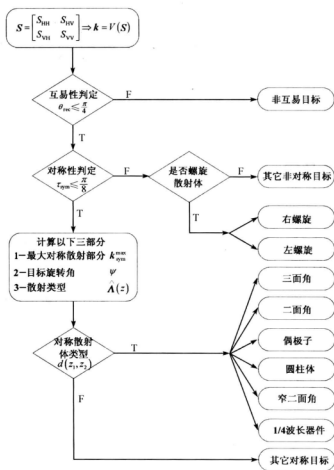 S = [S_HH S_HV
S_VH S_VV] ⇒ k = V(S)
互易性判定
θ_rec ≤ π/4
F
非互易目标
T
对称性判定
τ_sym ≤ π/8
F
是否螺旋
散射体
F
其它非对称目标
T
T
右螺旋
左螺旋
计算以下三部分
1-最大对称散射部分 k_sym^max
2-目标旋转角 Ψ
3-散射类型 Λ(z)
三面角
二面角
对称散射
体类型
d(z₁,z₂)
T
偶极子
圆柱体
窄二面角
1/4波长器件
F
其它对称目标